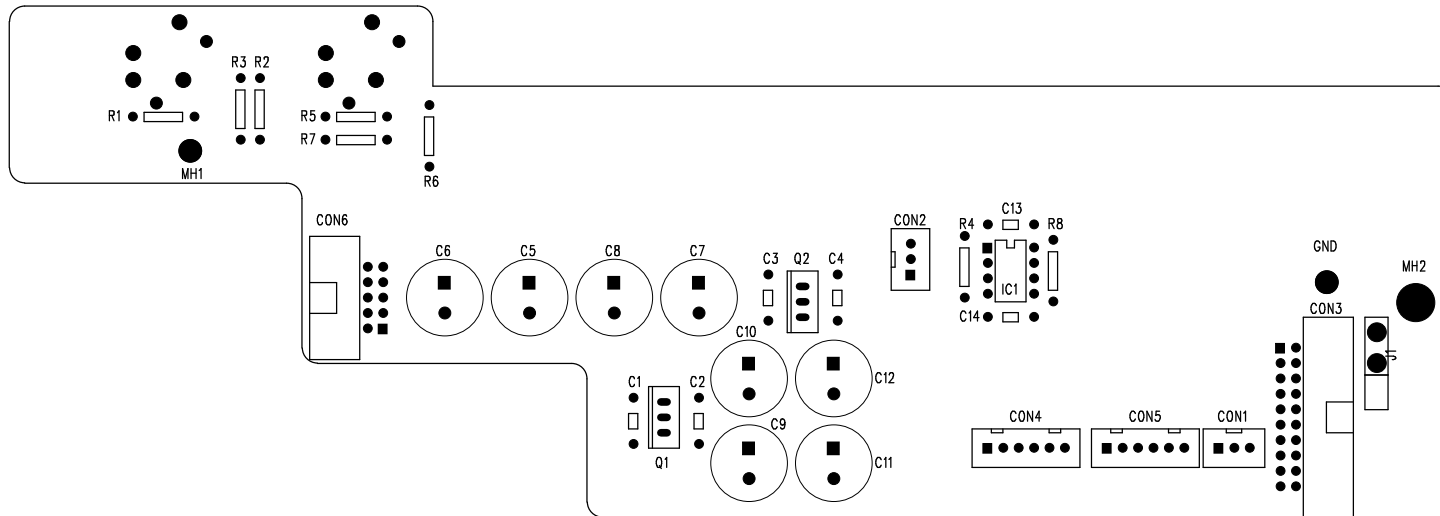 R3 R2
R1
R5
R7
MH1
R6
CON6
C6
C5
C8
C7
C3
Q2
C4
CON2
R4
C13
R8
IC1
C14
GND
MH2
CON3
J1
C10
C12
C1
C2
C9
Q1
C11
CON4
CON5
CON1